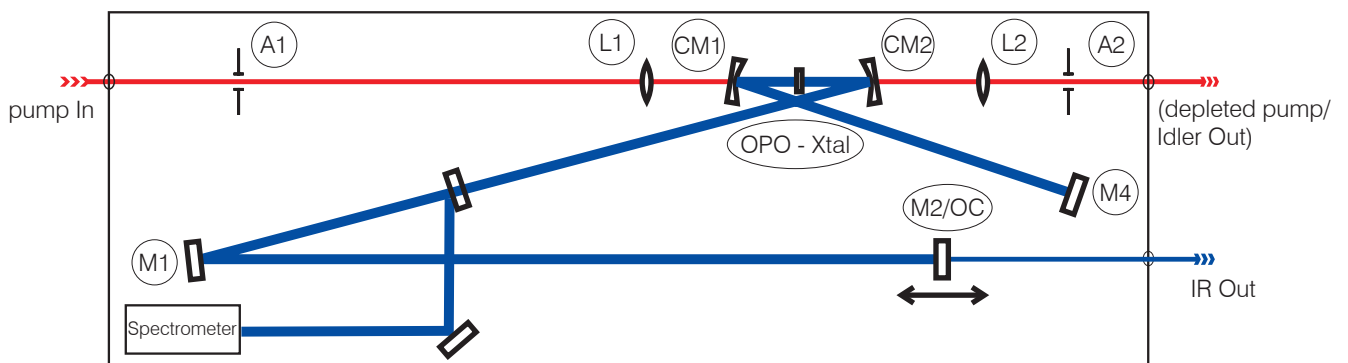 A1
L1
CM1
CM2
L2
A2
pump In
(depleted pump/
Idler Out)
OPO - Xtal
M4
M2/OC
M1
IR Out
Spectrometer